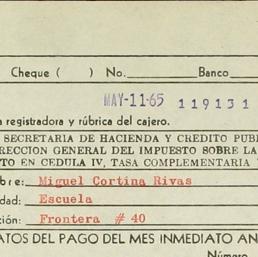 Cheque ( ) No. Banco
MAY-11-65 119131
a registradora y rúbrica del cajero.
SECRETARIA DE HACIENDA Y CREDITO PUB
RECCION GENERAL DEL IMPUESTO SOBRE LA
TO EN CEDULA IV, TASA COMPLEMENTARIA
bre: Miguel Cortina Rivas
dad: Escuela
ción: Frontera # 40
ATOS DEL PAGO DEL MES INMEDIATO AN
Número